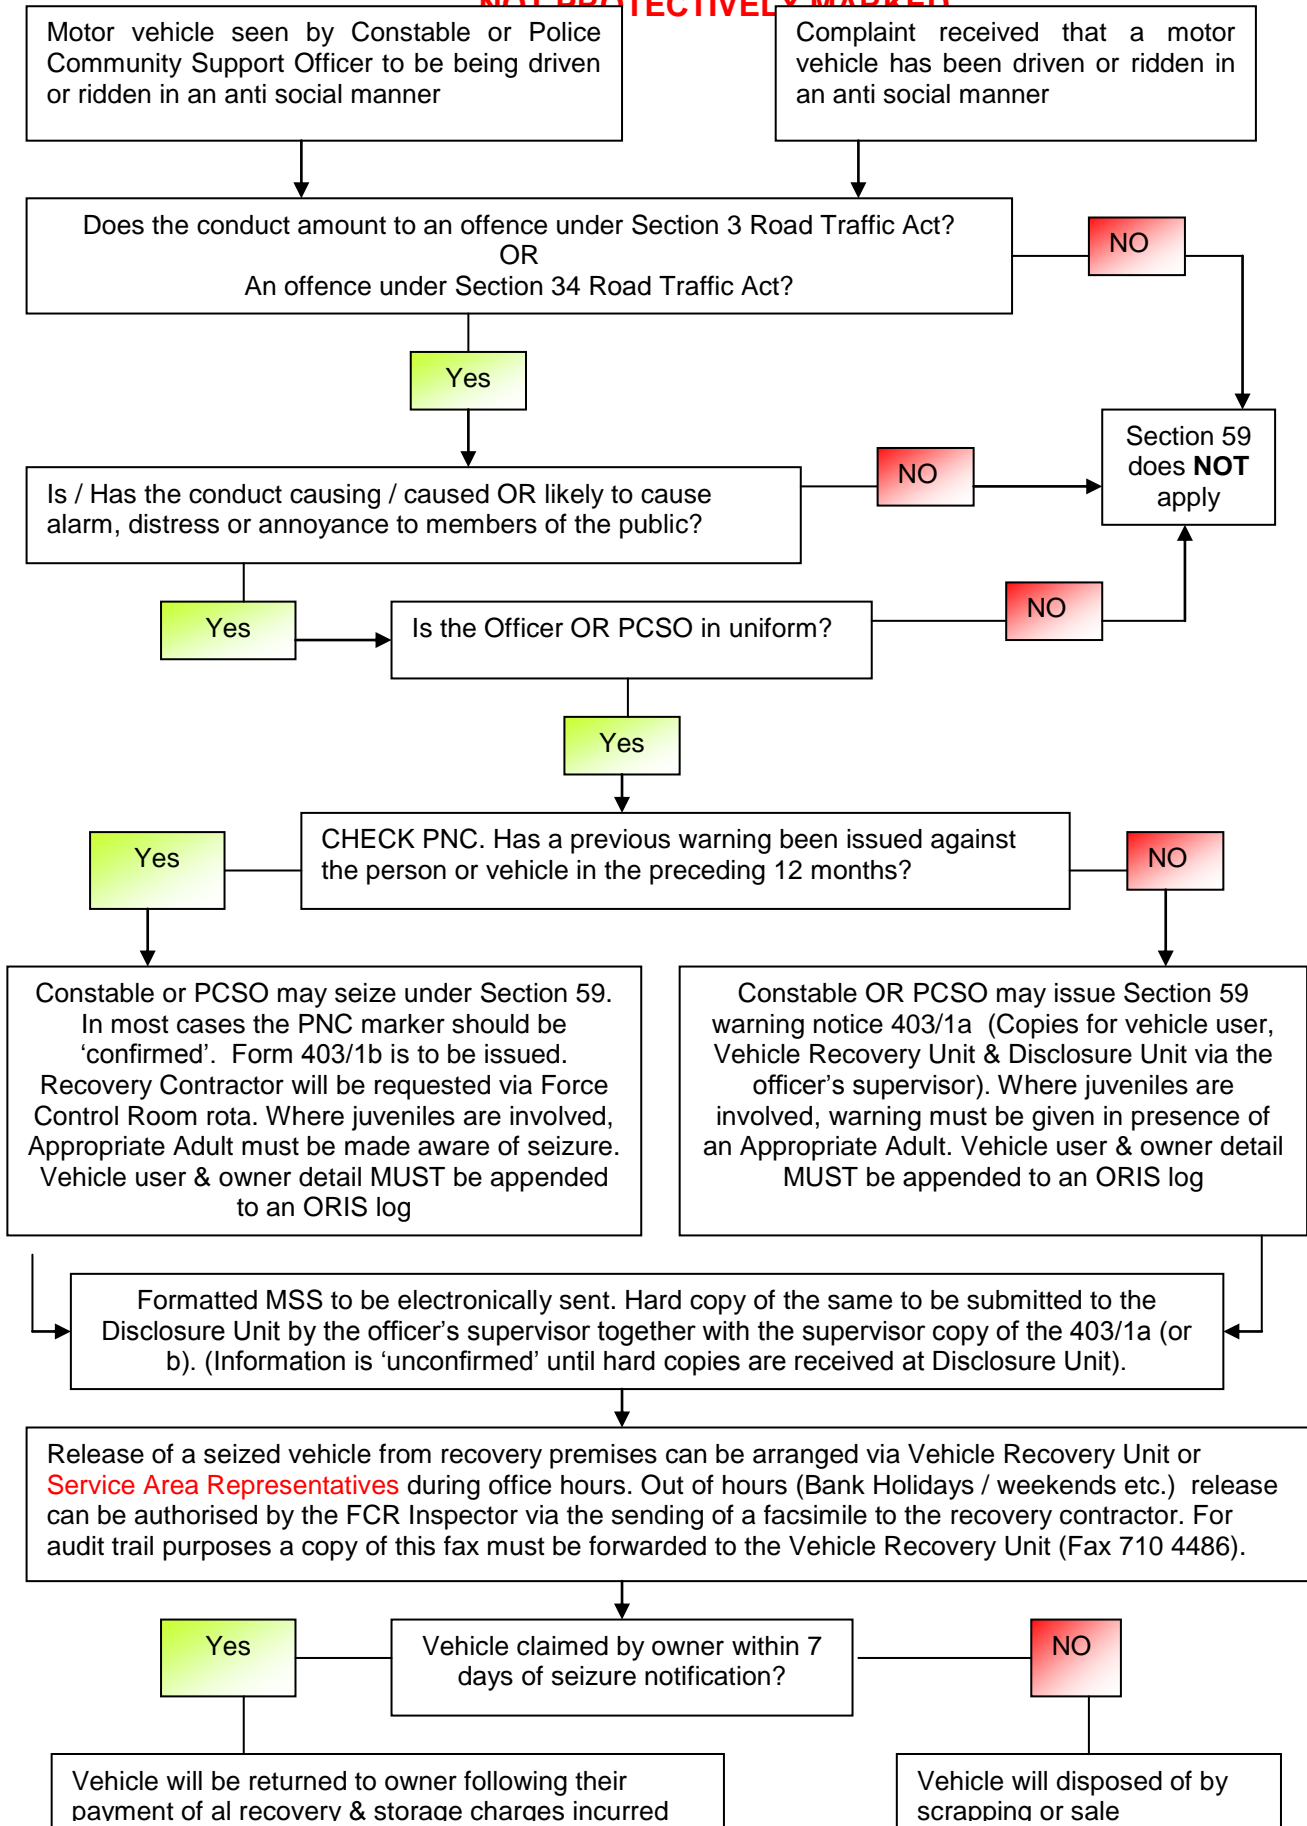 NOT PROTECTIVELY MARKED
Motor vehicle seen by Constable or Police
Community Support Officer to be being driven
or ridden in an anti social manner
Complaint received that a motor
vehicle has been driven or ridden in
an anti social manner
Does the conduct amount to an offence under Section 3 Road Traffic Act?
OR
An offence under Section 34 Road Traffic Act?
NO
Yes
Section 59
does NOT
apply
Is / Has the conduct causing / caused OR likely to cause
alarm, distress or annoyance to members of the public?
NO
Yes
Is the Officer OR PCSO in uniform?
NO
Yes
CHECK PNC. Has a previous warning been issued against
the person or vehicle in the preceding 12 months?
Yes
NO
Constable or PCSO may seize under Section 59.
In most cases the PNC marker should be
‘confirmed’. Form 403/1b is to be issued.
Recovery Contractor will be requested via Force
Control Room rota. Where juveniles are involved,
Appropriate Adult must be made aware of seizure.
Vehicle user & owner detail MUST be appended
to an ORIS log
Constable OR PCSO may issue Section 59
warning notice 403/1a (Copies for vehicle user,
Vehicle Recovery Unit & Disclosure Unit via the
officer’s supervisor). Where juveniles are
involved, warning must be given in presence of
an Appropriate Adult. Vehicle user & owner detail
MUST be appended to an ORIS log
Formatted MSS to be electronically sent. Hard copy of the same to be submitted to the
Disclosure Unit by the officer’s supervisor together with the supervisor copy of the 403/1a (or
b). (Information is ‘unconfirmed’ until hard copies are received at Disclosure Unit).
Release of a seized vehicle from recovery premises can be arranged via Vehicle Recovery Unit or
Service Area Representatives during office hours. Out of hours (Bank Holidays / weekends etc.) release
can be authorised by the FCR Inspector via the sending of a facsimile to the recovery contractor. For
audit trail purposes a copy of this fax must be forwarded to the Vehicle Recovery Unit (Fax 710 4486).
Yes
Vehicle claimed by owner within 7
days of seizure notification?
NO
Vehicle will be returned to owner following their
payment of al recovery & storage charges incurred
Vehicle will disposed of by
scrapping or sale